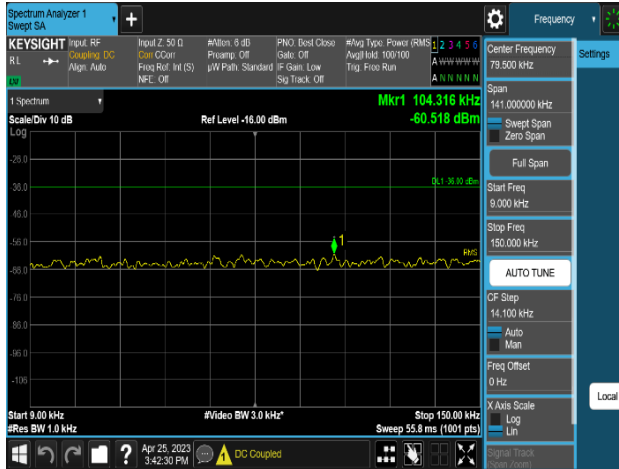 Spectrum Analyzer 1
Swept SA
Frequency
KEYSIGHT
RL
Input: RF
Coupling: DC
Align: Auto
Input Z: 50 Ω
Corr CCorr
Freq Ref: Int (S)
NFE: Off
#Atten: 6 dB
Preamp: Off
µW Path: Standard
PNO: Best Close
Gate: Off
IF Gain: Low
Sig Track: Off
#Avg Type: Power (RMS
Avg|Hold: 100/100
Trig: Free Run
1 2 3 4 5 6
A W W W W W
A N N N N N
Settings
Center Frequency
79.500 kHz
Span
141.000000 kHz
Swept Span
Zero Span
Full Span
Start Freq
9.000 kHz
Stop Freq
150.000 kHz
AUTO TUNE
CF Step
14.100 kHz
Auto
Man
Freq Offset
0 Hz
X Axis Scale
Log
Lin
Signal Track
(Span Zoom)
Local
1 Spectrum
Scale/Div 10 dB
Log
Ref Level -16.00 dBm
Mkr1 104.316 kHz
-60.518 dBm
-26.0
-36.0
-46.0
-56.0
-66.0
-76.0
-86.0
-96.0
-106
DL1 -36.00 dBm
1
RMS
Start 9.00 kHz
#Res BW 1.0 kHz
#Video BW 3.0 kHz*
Stop 150.00 kHz
Sweep 55.8 ms (1001 pts)
?
Apr 25, 2023
3:42:30 PM
DC Coupled